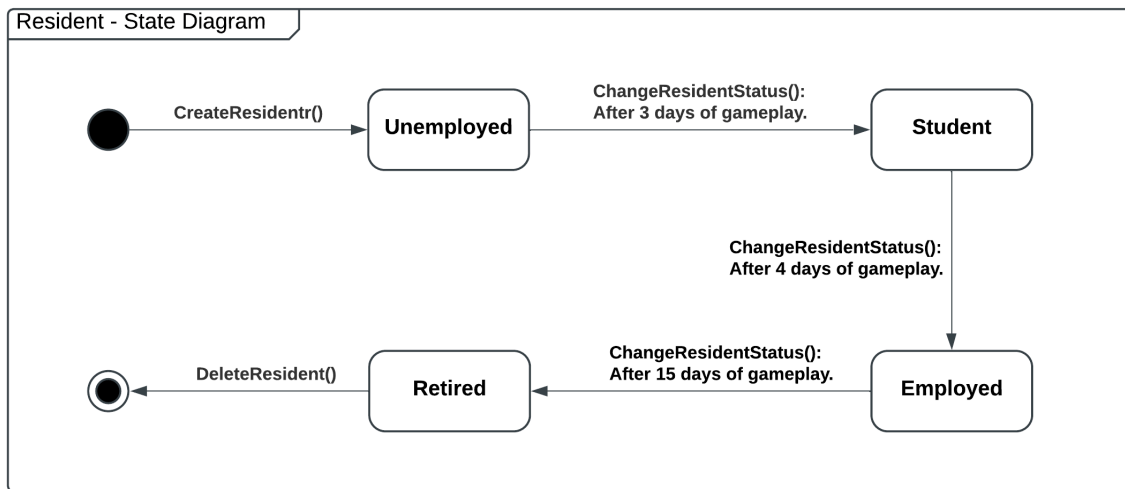 Resident - State Diagram
CreateResidentr()
Unemployed
ChangeResidentStatus():
After 3 days of gameplay.
Student
ChangeResidentStatus():
After 4 days of gameplay.
DeleteResident()
Retired
ChangeResidentStatus():
After 15 days of gameplay.
Employed